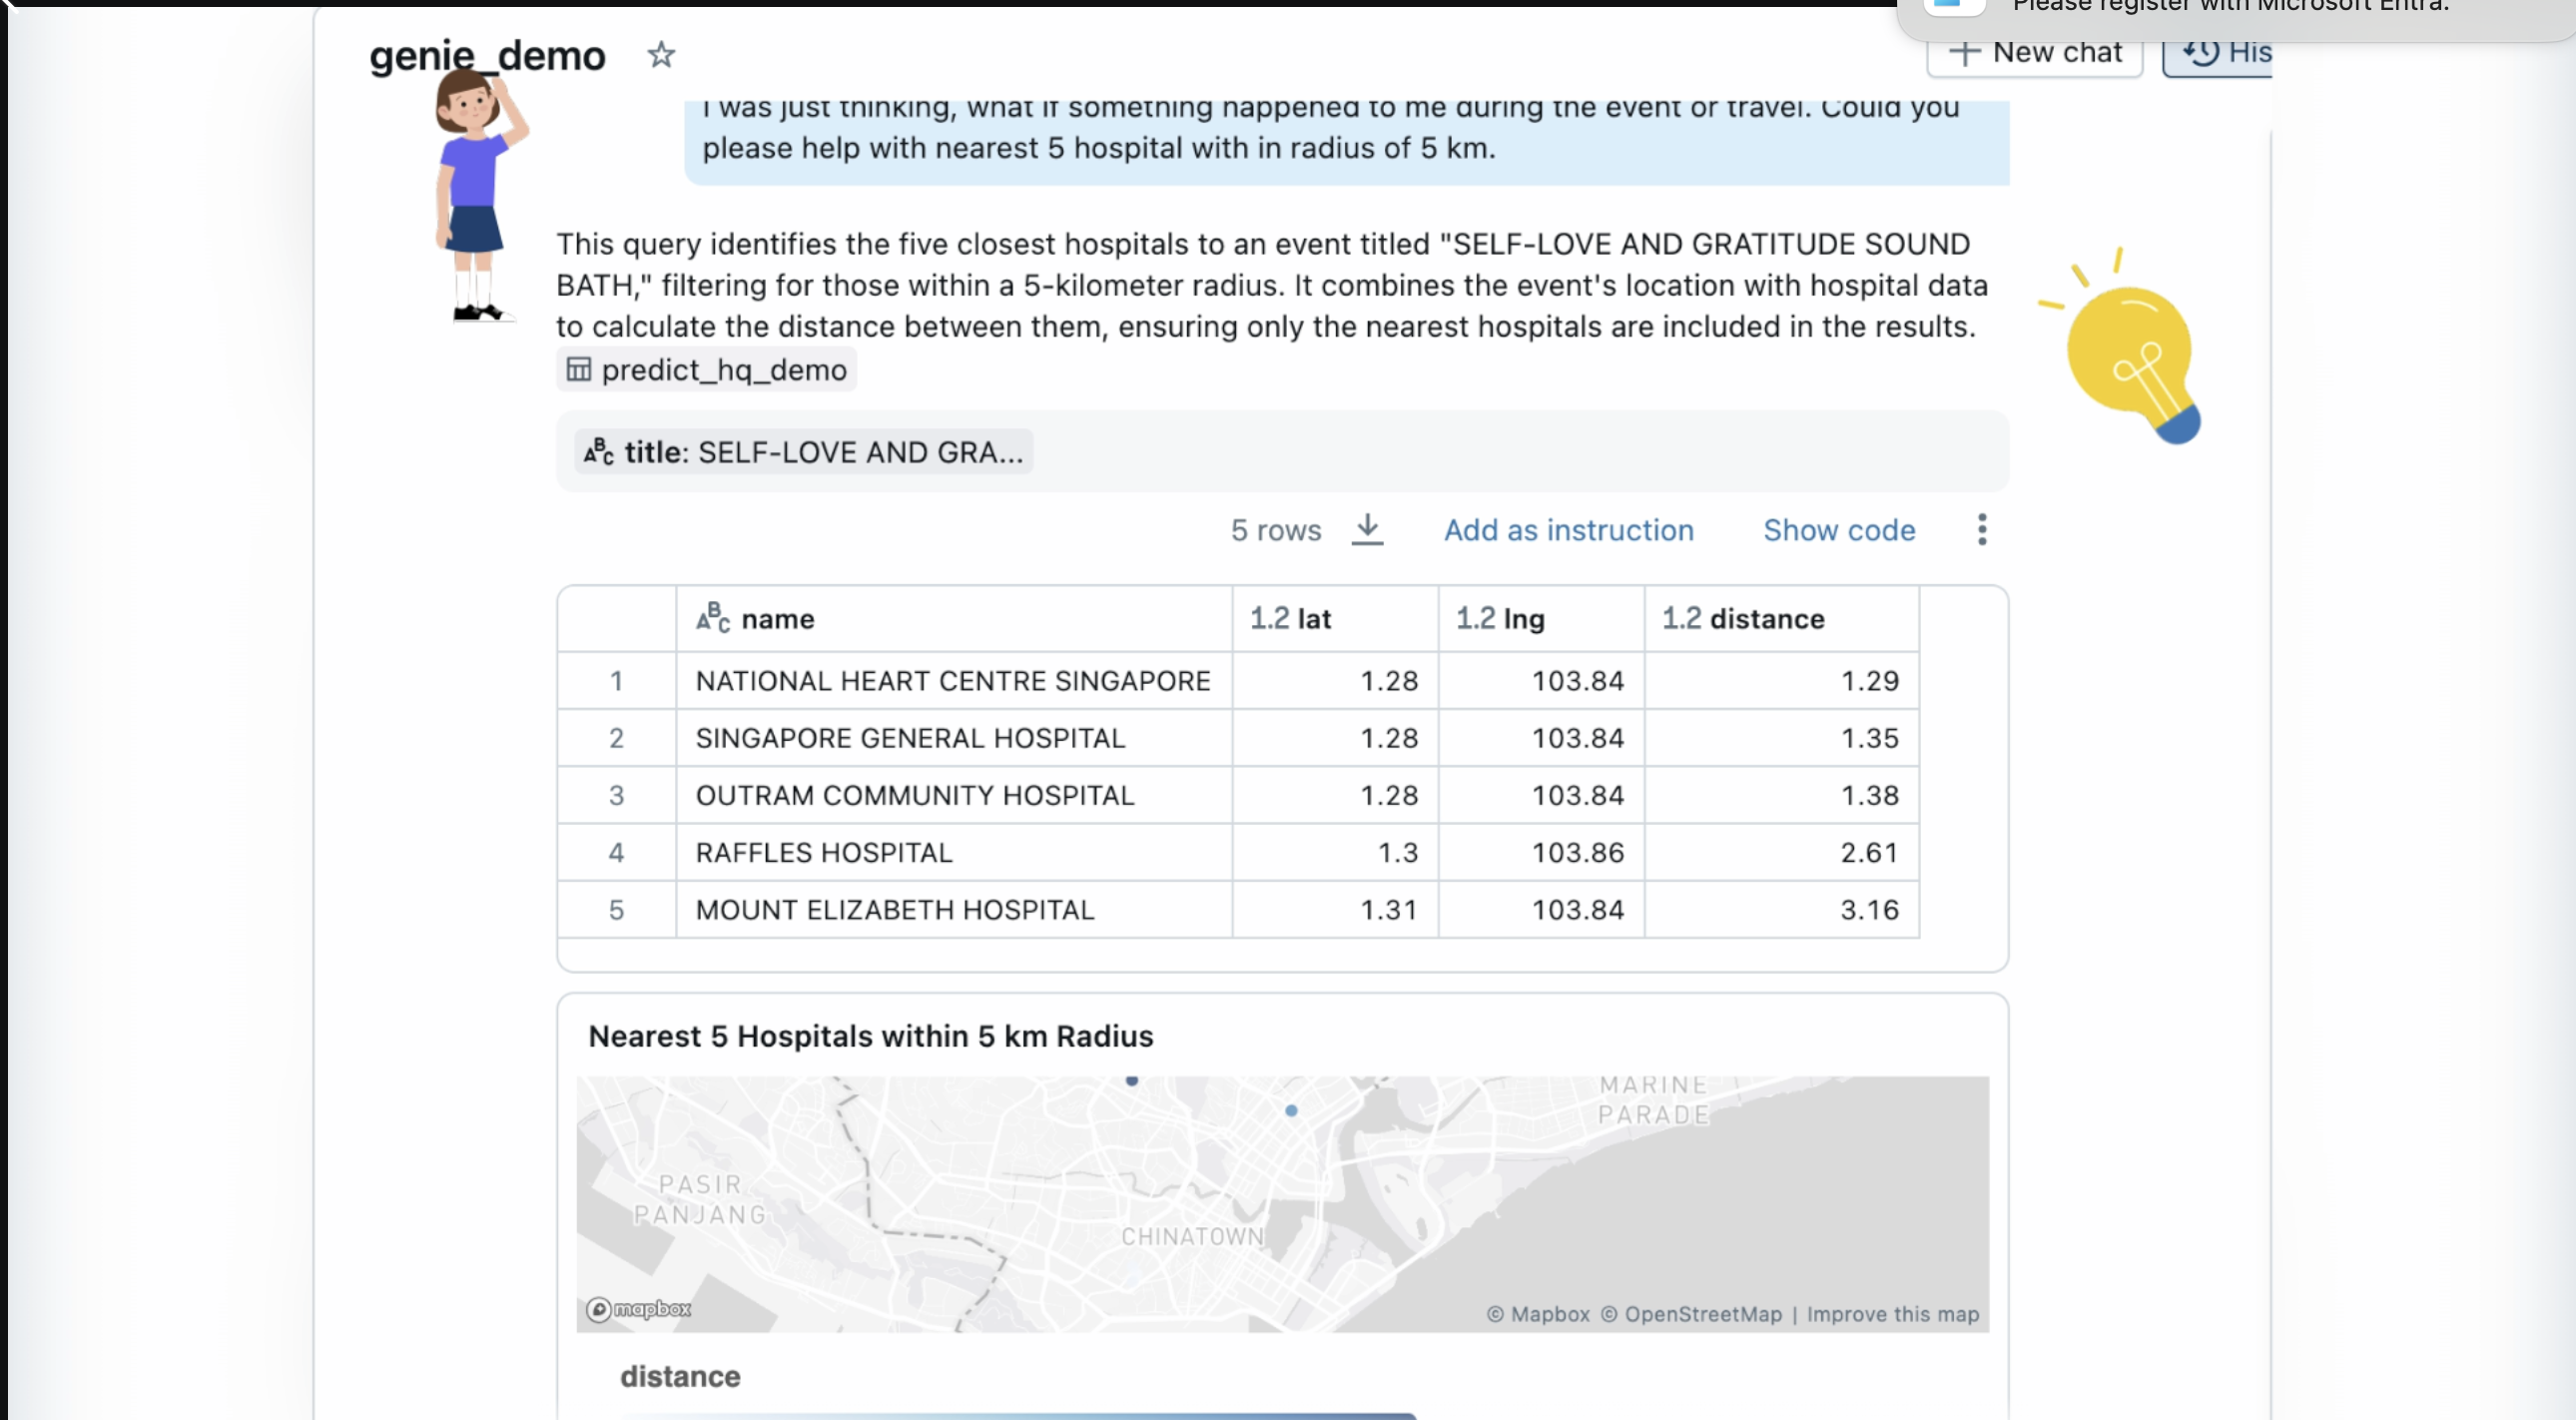 Please register with Microsoft Entra.
genie_demo
New chat
His
I was just thinking, what if something happened to me during the event or travel. Could you
please help with nearest 5 hospital with in radius of 5 km.
This query identifies the five closest hospitals to an event titled "SELF-LOVE AND GRATITUDE SOUND
BATH," filtering for those within a 5-kilometer radius. It combines the event's location with hospital data
to calculate the distance between them, ensuring only the nearest hospitals are included in the results.
predict_hq_demo
ABC title: SELF-LOVE AND GRA...
5 rows Add as instruction Show code
ABC name 1.2 lat 1.2 lng 1.2 distance
1 NATIONAL HEART CENTRE SINGAPORE 1.28 103.84 1.29
2 SINGAPORE GENERAL HOSPITAL 1.28 103.84 1.35
3 OUTRAM COMMUNITY HOSPITAL 1.28 103.84 1.38
4 RAFFLES HOSPITAL 1.3 103.86 2.61
5 MOUNT ELIZABETH HOSPITAL 1.31 103.84 3.16
Nearest 5 Hospitals within 5 km Radius
MARINE
PARADE
PASIR
PANJANG
CHINATOWN
mapbox
© Mapbox © OpenStreetMap | Improve this map
distance